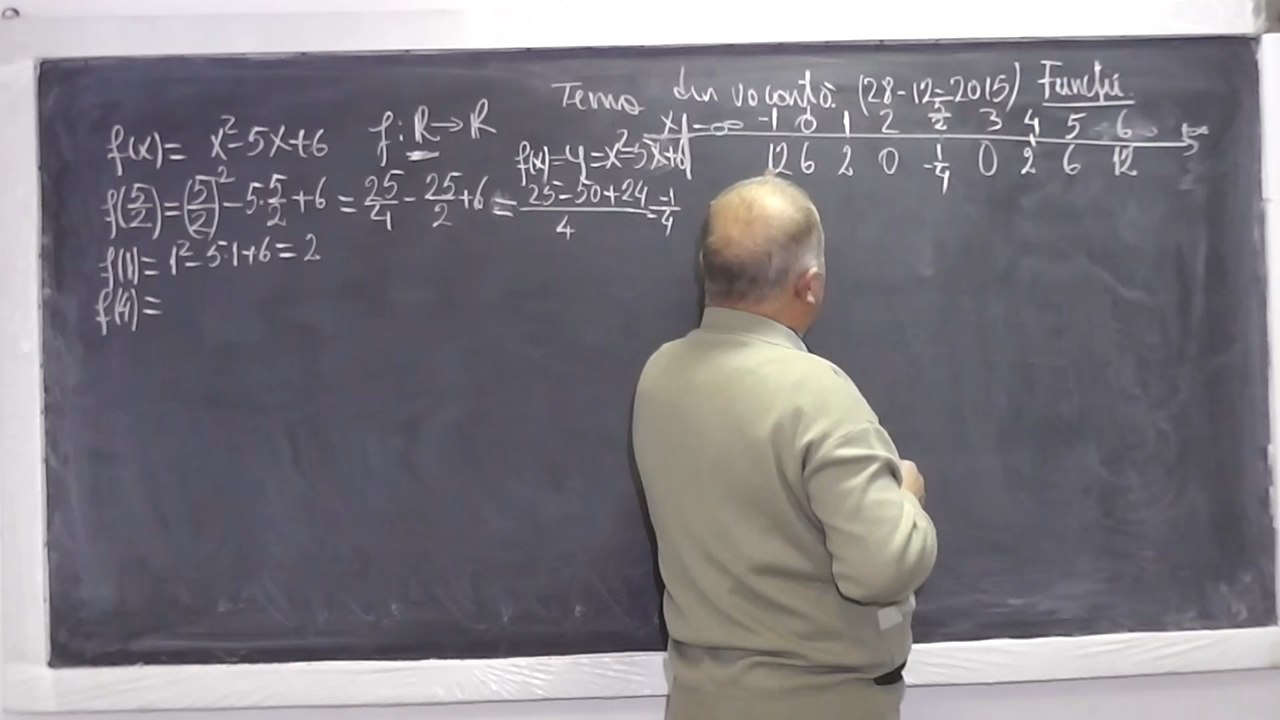 Tema din vacanță (28-12-2015) Funcții
f(x) = x² - 5x + 6 f: R → R
x | -∞ -1 0 1 2 5/2 3 4 5 6 +∞
f(x) = y = x² - 5x + 6 | 12 6 2 0 -1/4 0 2 6 12
f(5/2) = (5/2)² - 5·5/2 + 6 = 25/4 - 25/2 + 6 = (25 - 50 + 24)/4 = -1/4
f(1) = 1² - 5·1 + 6 = 2
f(4) =